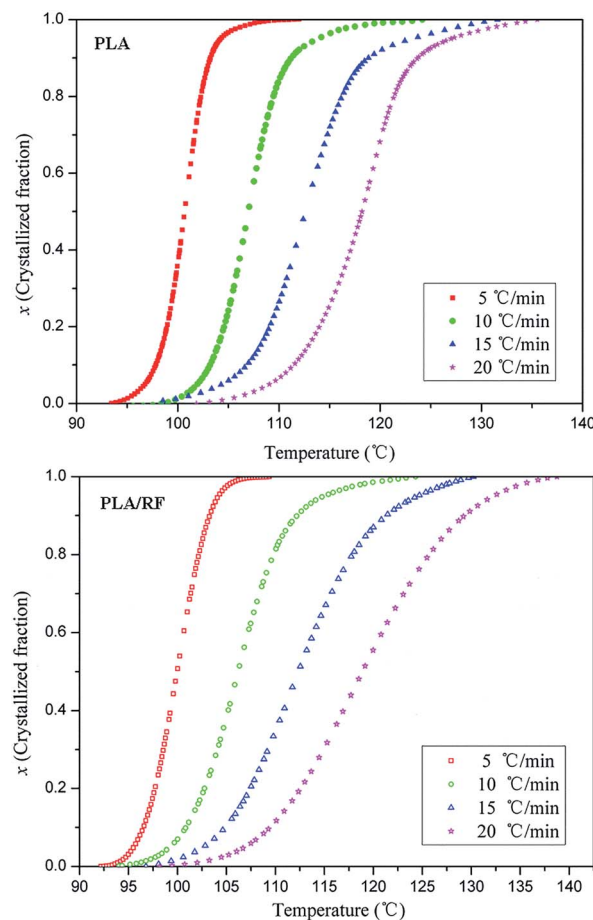 PLA
1.0
0.8
0.6
0.4
0.2
0.0
x (Crystallized fraction)
5 ℃/min
10 ℃/min
15 ℃/min
20 ℃/min
90 100 110 120 130 140
Temperature (℃)
PLA/RF
1.0
0.8
0.6
0.4
0.2
0.0
x (Crystallized fraction)
5 ℃/min
10 ℃/min
15 ℃/min
20 ℃/min
90 95 100 105 110 115 120 125 130 135 140
Temperature (℃)